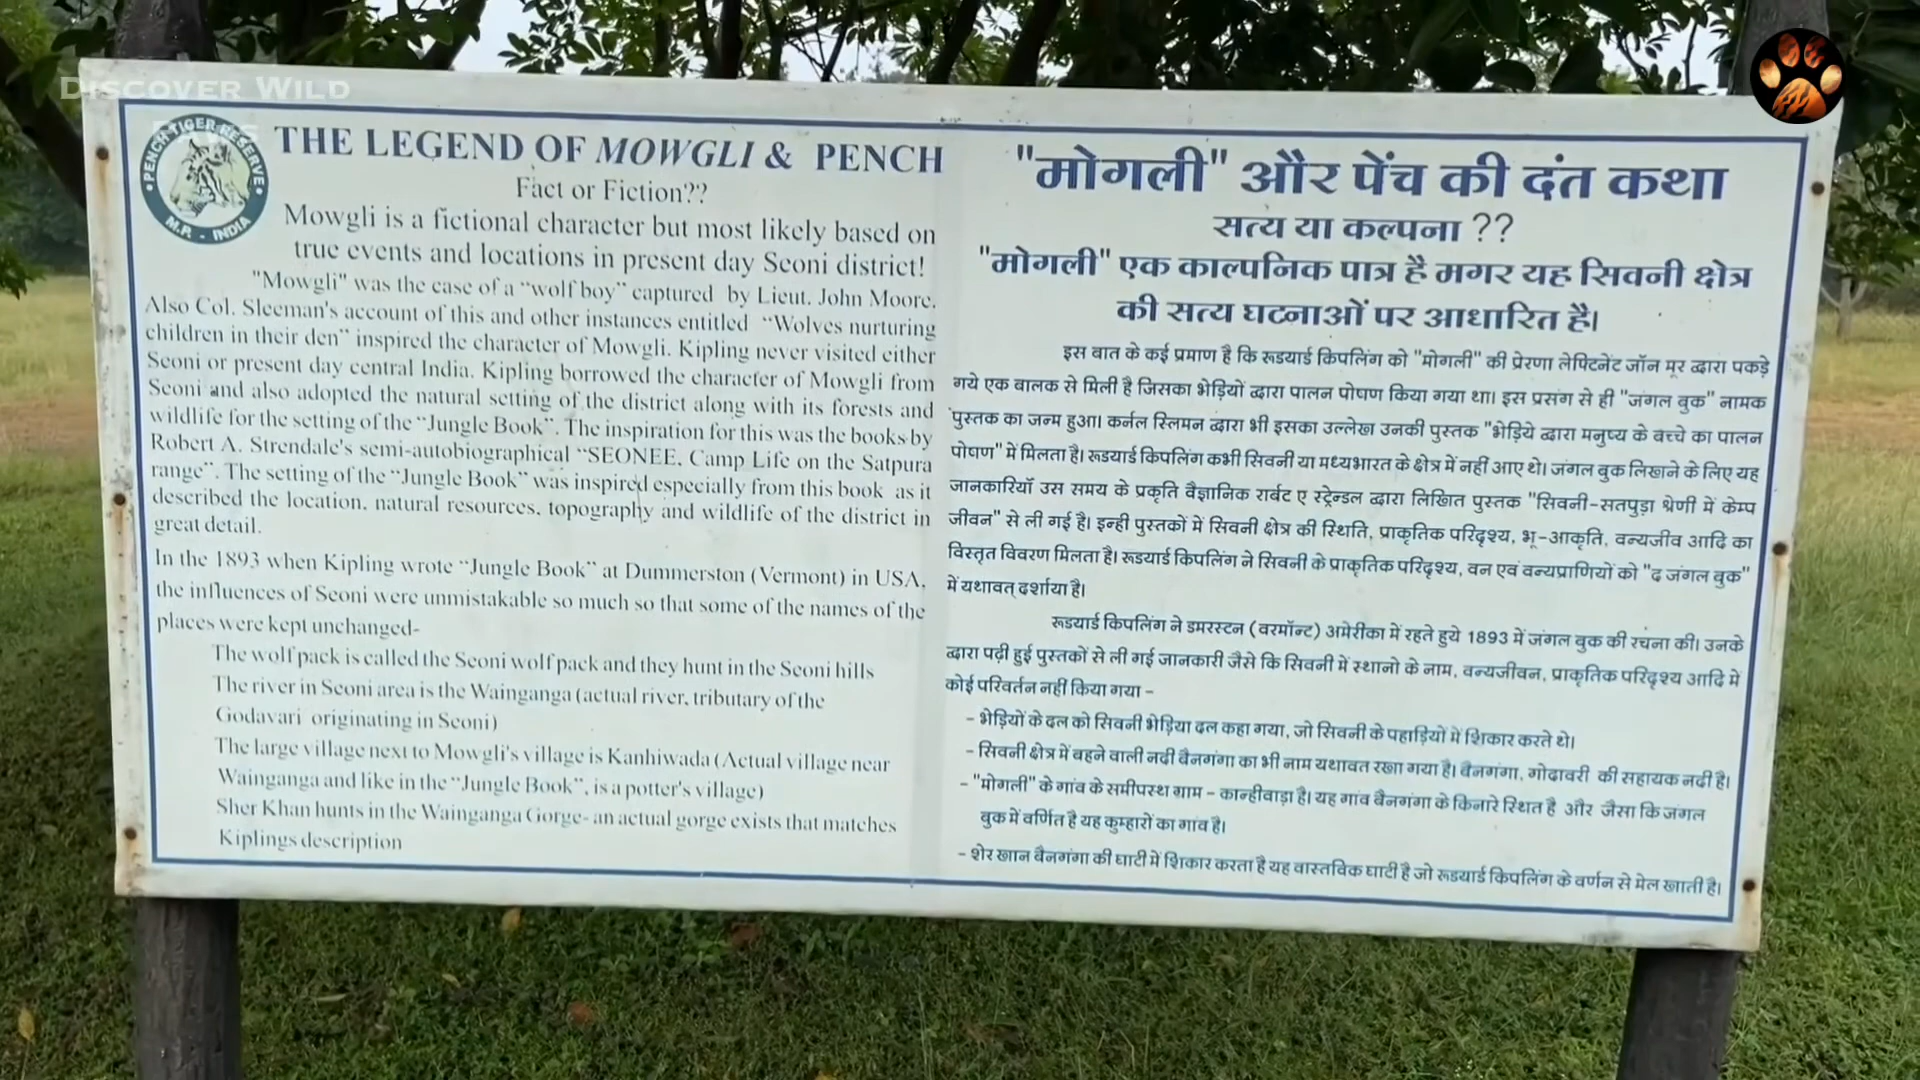 DISCOVER WILD
PENCH TIGER RESERVE
M.P. - INDIA
THE LEGEND OF MOWGLI & PENCH
Fact or Fiction??
Mowgli is a fictional character but most likely based on
true events and locations in present day Seoni district!
"Mowgli" was the case of a "wolf boy" captured by Lieut. John Moore.
Also Col. Sleeman's account of this and other instances entitled "Wolves nurturing
children in their den" inspired the character of Mowgli. Kipling never visited either
Seoni or present day central India. Kipling borrowed the character of Mowgli from
Seoni and also adopted the natural setting of the district along with its forests and
wildlife for the setting of the "Jungle Book". The inspiration for this was the books by
Robert A. Strendale's semi-autobiographical "SEONEE, Camp Life on the Satpura
range". The setting of the "Jungle Book" was inspired especially from this book as it
described the location, natural resources, topography and wildlife of the district in
great detail.
In the 1893 when Kipling wrote "Jungle Book" at Dummerston (Vermont) in USA,
the influences of Seoni were unmistakable so much so that some of the names of the
places were kept unchanged-
The wolf pack is called the Seoni wolf pack and they hunt in the Seoni hills
The river in Seoni area is the Wainganga (actual river, tributary of the
Godavari originating in Seoni)
The large village next to Mowgli's village is Kanhiwada (Actual village near
Wainganga and like in the "Jungle Book", is a potter's village)
Sher Khan hunts in the Wainganga Gorge- an actual gorge exists that matches
Kiplings description
"मोगली" और पेंच की दंत कथा
सत्य या कल्पना ??
"मोगली" एक काल्पनिक पात्र है मगर यह सिवनी क्षेत्र
की सत्य घटनाओं पर आधारित है।
इस बात के कई प्रमाण है कि रूडयार्ड किपलिंग को "मोगली" की प्रेरणा लेफ्टिनेंट जॉन मूर द्वारा पकड़े
गये एक बालक से मिली है जिसका भेड़ियों द्वारा पालन पोषण किया गया था। इस प्रसंग से ही "जंगल बुक" नामक
पुस्तक का जन्म हुआ। कर्नल स्लिमन द्वारा भी इसका उल्लेख उनकी पुस्तक "भेड़िये द्वारा मनुष्य के बच्चे का पालन
पोषण" में मिलता है। रूडयार्ड किपलिंग कभी सिवनी या मध्यभारत के क्षेत्र में नहीं आए थे। जंगल बुक लिखने के लिए यह
जानकारियाँ उस समय के प्रकृति वैज्ञानिक रार्बट ए स्ट्रेन्डल द्वारा लिखित पुस्तक "सिवनी-सतपुड़ा श्रेणी में केम्प
जीवन" से ली गई है। इन्ही पुस्तकों में सिवनी क्षेत्र की स्थिति, प्राकृतिक परिदृश्य, भू-आकृति, वन्यजीव आदि का
विस्तृत विवरण मिलता है। रूडयार्ड किपलिंग ने सिवनी के प्राकृतिक परिदृश्य, वन एवं वन्यप्राणियों को "द जंगल बुक"
में यथावत् दर्शाया है।
रूडयार्ड किपलिंग ने डमरस्टन (वरमॉन्ट) अमेरीका में रहते हुये 1893 में जंगल बुक की रचना की। उनके
द्वारा पढ़ी हुई पुस्तकों से ली गई जानकारी जैसे कि सिवनी में स्थानो के नाम, वन्यजीवन, प्राकृतिक परिदृश्य आदि में
कोई परिवर्तन नहीं किया गया -
- भेड़ियों के दल को सिवनी भेड़िया दल कहा गया, जो सिवनी के पहाड़ियों में शिकार करते थे।
- सिवनी क्षेत्र में बहने वाली नदी बैनगंगा का भी नाम यथावत रखा गया है। बैनगंगा, गोदावरी की सहायक नदी है।
- "मोगली" के गांव के समीपस्थ ग्राम - कान्हीवाड़ा है। यह गांव बैनगंगा के किनारे स्थित है और जैसा कि जंगल
बुक में वर्णित है यह कुम्हारों का गांव है।
- शेर खान बैनगंगा की घाटी में शिकार करता है यह वास्तविक घाटी है जो रूडयार्ड किपलिंग के वर्णन से मेल खाती है।